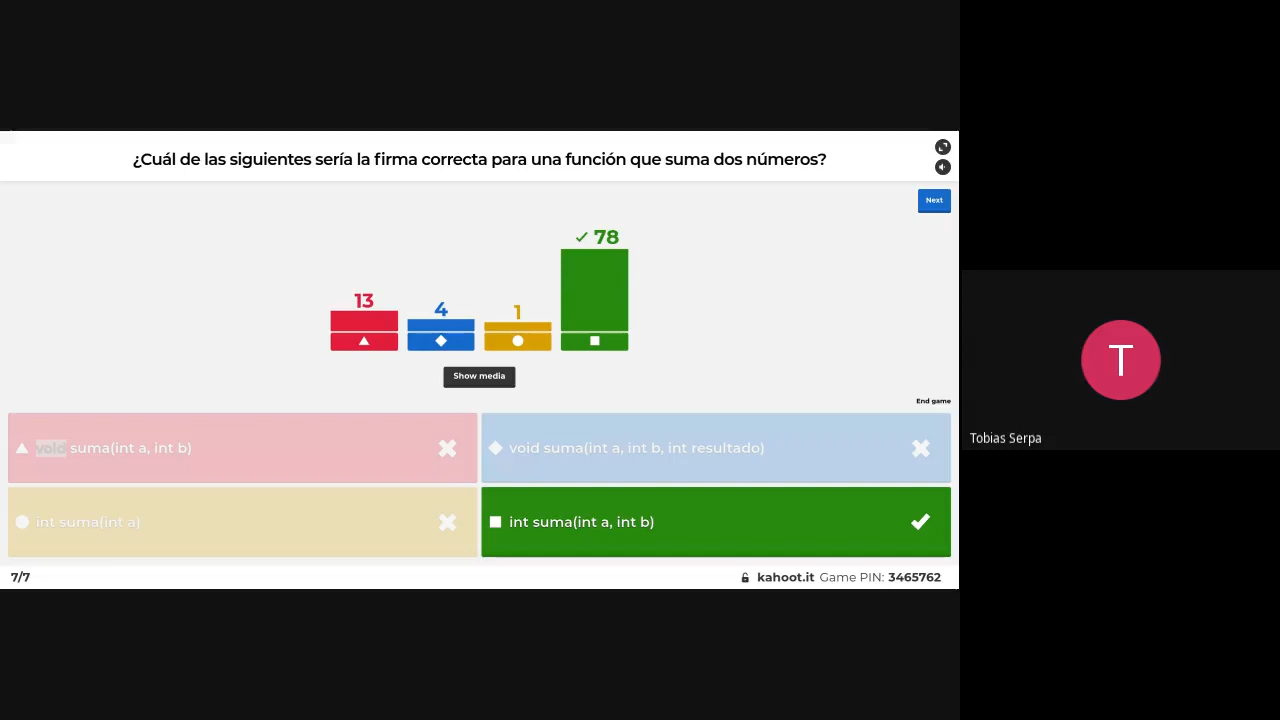 ¿Cuál de las siguientes sería la firma correcta para una función que suma dos números?
Next
13
4
1
78
Show media
End game
void suma(int a, int b)
void suma(int a, int b, int resultado)
int suma(int a)
int suma(int a, int b)
7/7
kahoot.it Game PIN: 3465762
T
Tobias Serpa